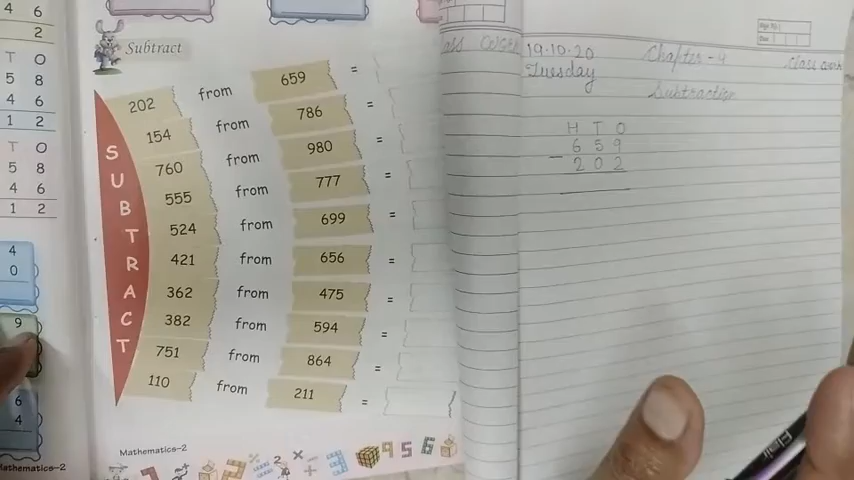 4 6
2
T O
5 8
4 6
1 2
T O
5 8
4 6
1 2
4
0
9
6
4
Mathematics-2
Subtract
SUBTRACT
202 from 659 =
154 from 786 =
760 from 980 =
555 from 777 =
524 from 699 =
421 from 656 =
362 from 475 =
382 from 594 =
751 from 864 =
110 from 211 =
Mathematics-2
19.10.20 Chapter-4 Class work
Tuesday
Subtraction
H T O
6 5 9
- 2 0 2